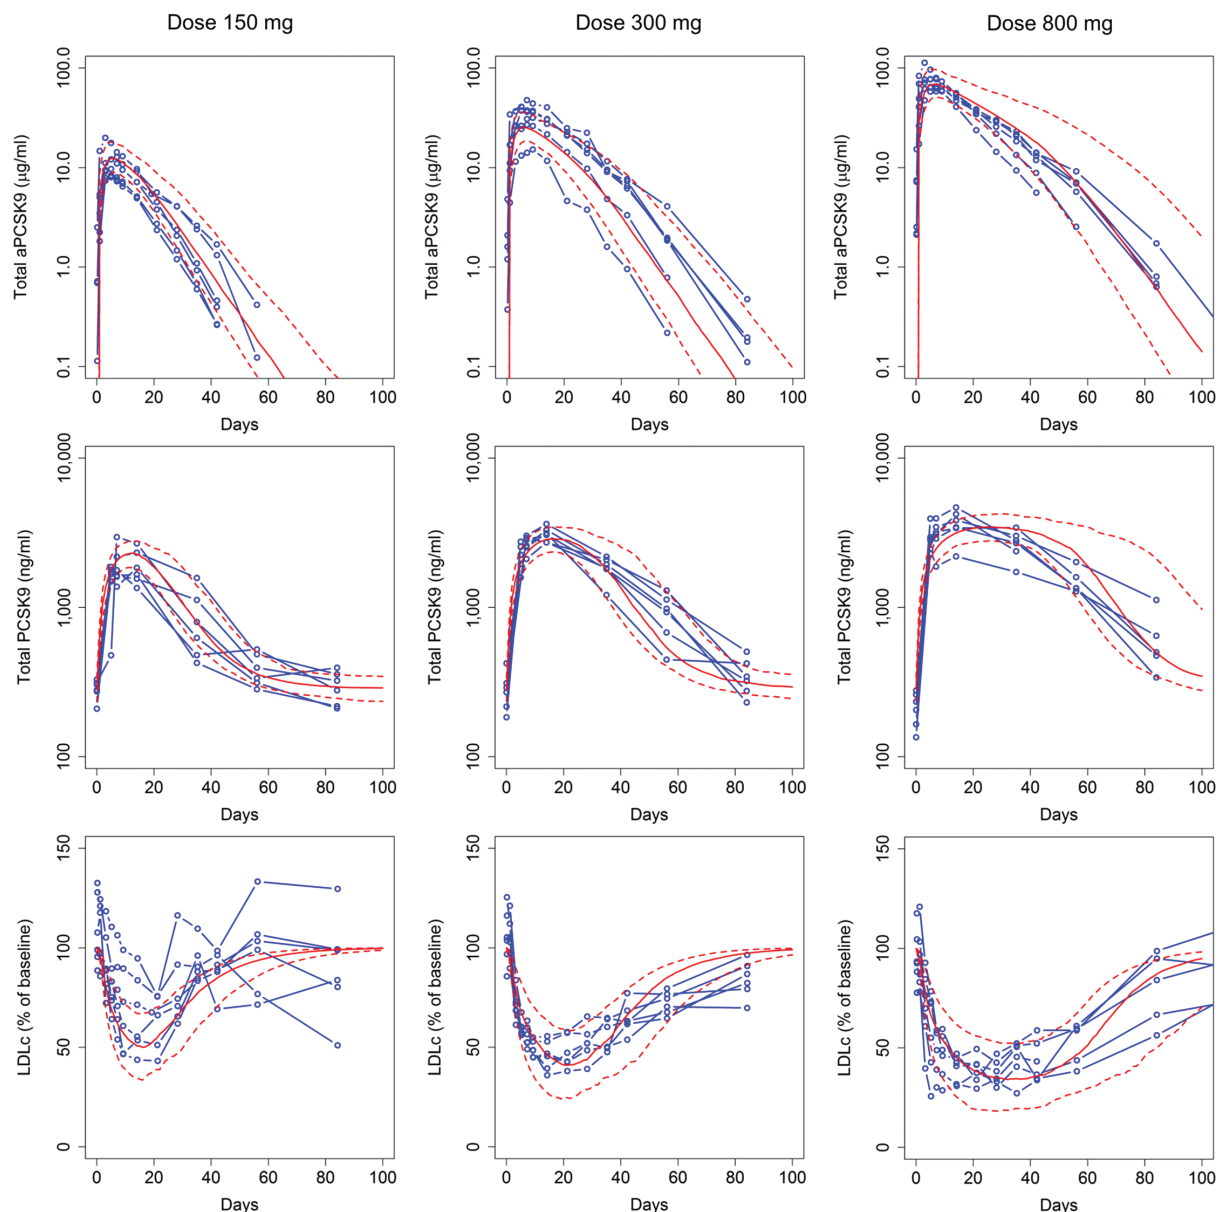 Dose 150 mg
Dose 300 mg
Dose 800 mg
Total aPCSK9 (µg/ml)
100.0
10.0
1.0
0.1
0 20 40 60 80 100
Days
Total aPCSK9 (µg/ml)
100.0
10.0
1.0
0.1
0 20 40 60 80 100
Days
Total aPCSK9 (µg/ml)
100.0
10.0
1.0
0.1
0 20 40 60 80 100
Days
Total PCSK9 (ng/ml)
10,000
1,000
100
0 20 40 60 80 100
Days
Total PCSK9 (ng/ml)
10,000
1,000
100
0 20 40 60 80 100
Days
Total PCSK9 (ng/ml)
10,000
1,000
100
0 20 40 60 80 100
Days
LDLc (% of baseline)
150
100
50
0
0 20 40 60 80 100
Days
LDLc (% of baseline)
150
100
50
0
0 20 40 60 80 100
Days
LDLc (% of baseline)
150
100
50
0
0 20 40 60 80 100
Days